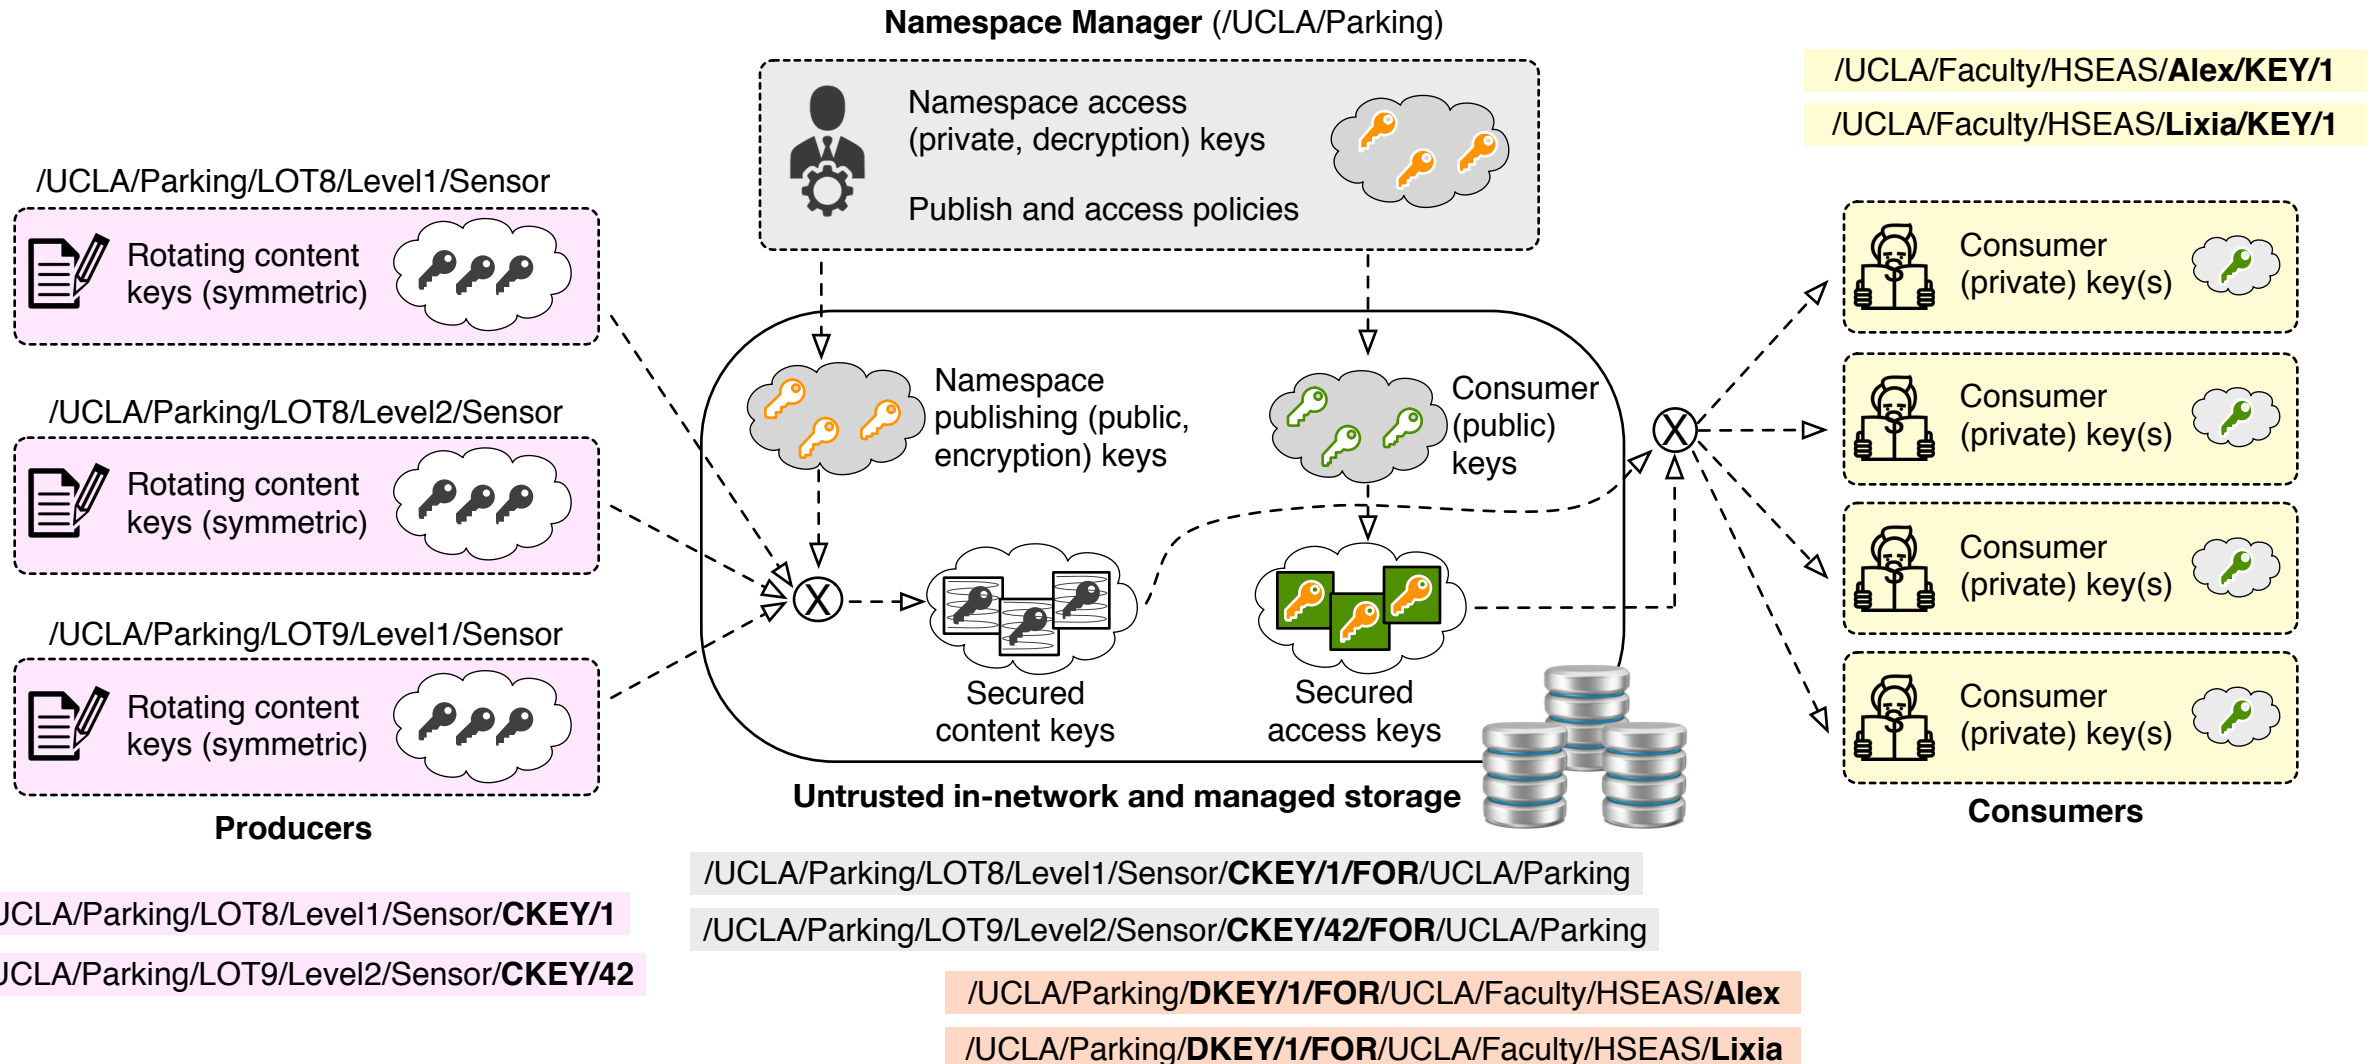 Namespace Manager (/UCLA/Parking)
Namespace access
(private, decryption) keys
Publish and access policies
/UCLA/Faculty/HSEAS/Alex/KEY/1
/UCLA/Faculty/HSEAS/Lixia/KEY/1
/UCLA/Parking/LOT8/Level1/Sensor
Rotating content
keys (symmetric)
/UCLA/Parking/LOT8/Level2/Sensor
Rotating content
keys (symmetric)
/UCLA/Parking/LOT9/Level1/Sensor
Rotating content
keys (symmetric)
Producers
UCLA/Parking/LOT8/Level1/Sensor/CKEY/1
UCLA/Parking/LOT9/Level2/Sensor/CKEY/42
Namespace
publishing (public,
encryption) keys
Consumer
(public)
keys
X
X
Secured
content keys
Secured
access keys
Untrusted in-network and managed storage
/UCLA/Parking/LOT8/Level1/Sensor/CKEY/1/FOR/UCLA/Parking
/UCLA/Parking/LOT9/Level2/Sensor/CKEY/42/FOR/UCLA/Parking
/UCLA/Parking/DKEY/1/FOR/UCLA/Faculty/HSEAS/Alex
/UCLA/Parking/DKEY/1/FOR/UCLA/Faculty/HSEAS/Lixia
Consumer
(private) key(s)
Consumer
(private) key(s)
Consumer
(private) key(s)
Consumer
(private) key(s)
Consumers